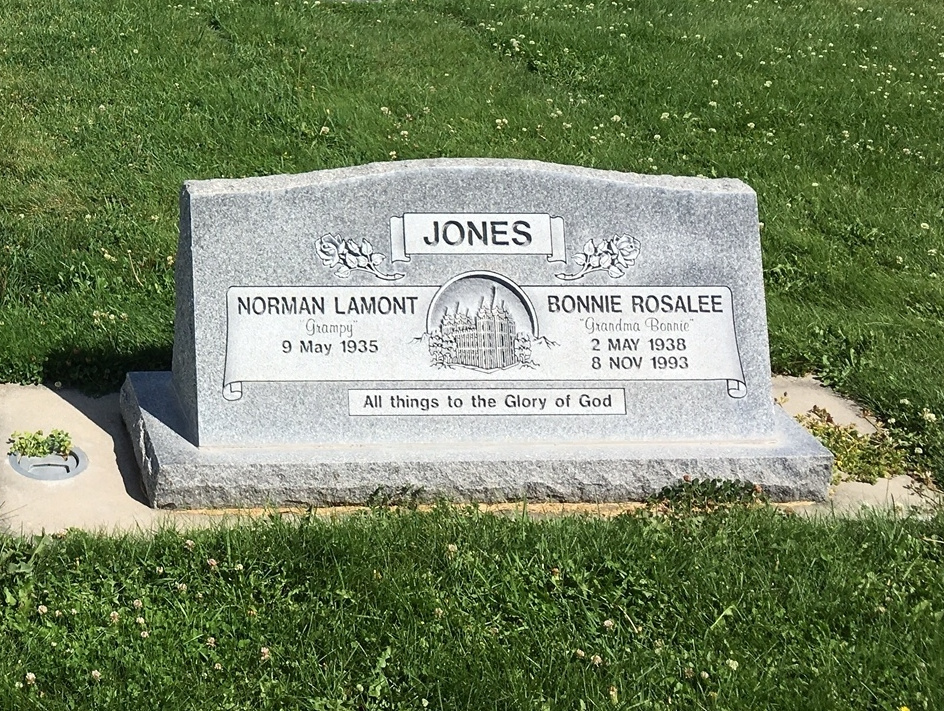 JONES
NORMAN LAMONT
"Grampy"
9 May 1935
BONNIE ROSALEE
"Grandma Bonnie"
2 MAY 1938
8 NOV 1993
All things to the Glory of God